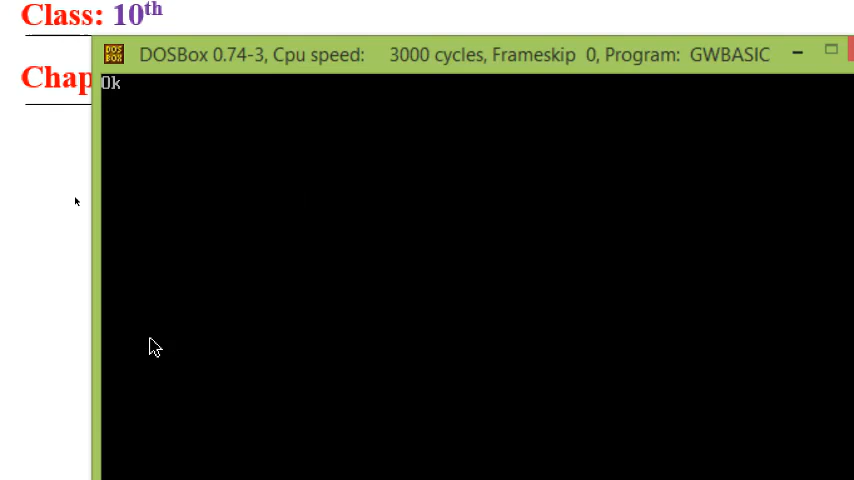 Class: 10th
DOSBox 0.74-3, Cpu speed: 3000 cycles, Frameskip 0, Program: GWBASIC
Chap
Ok